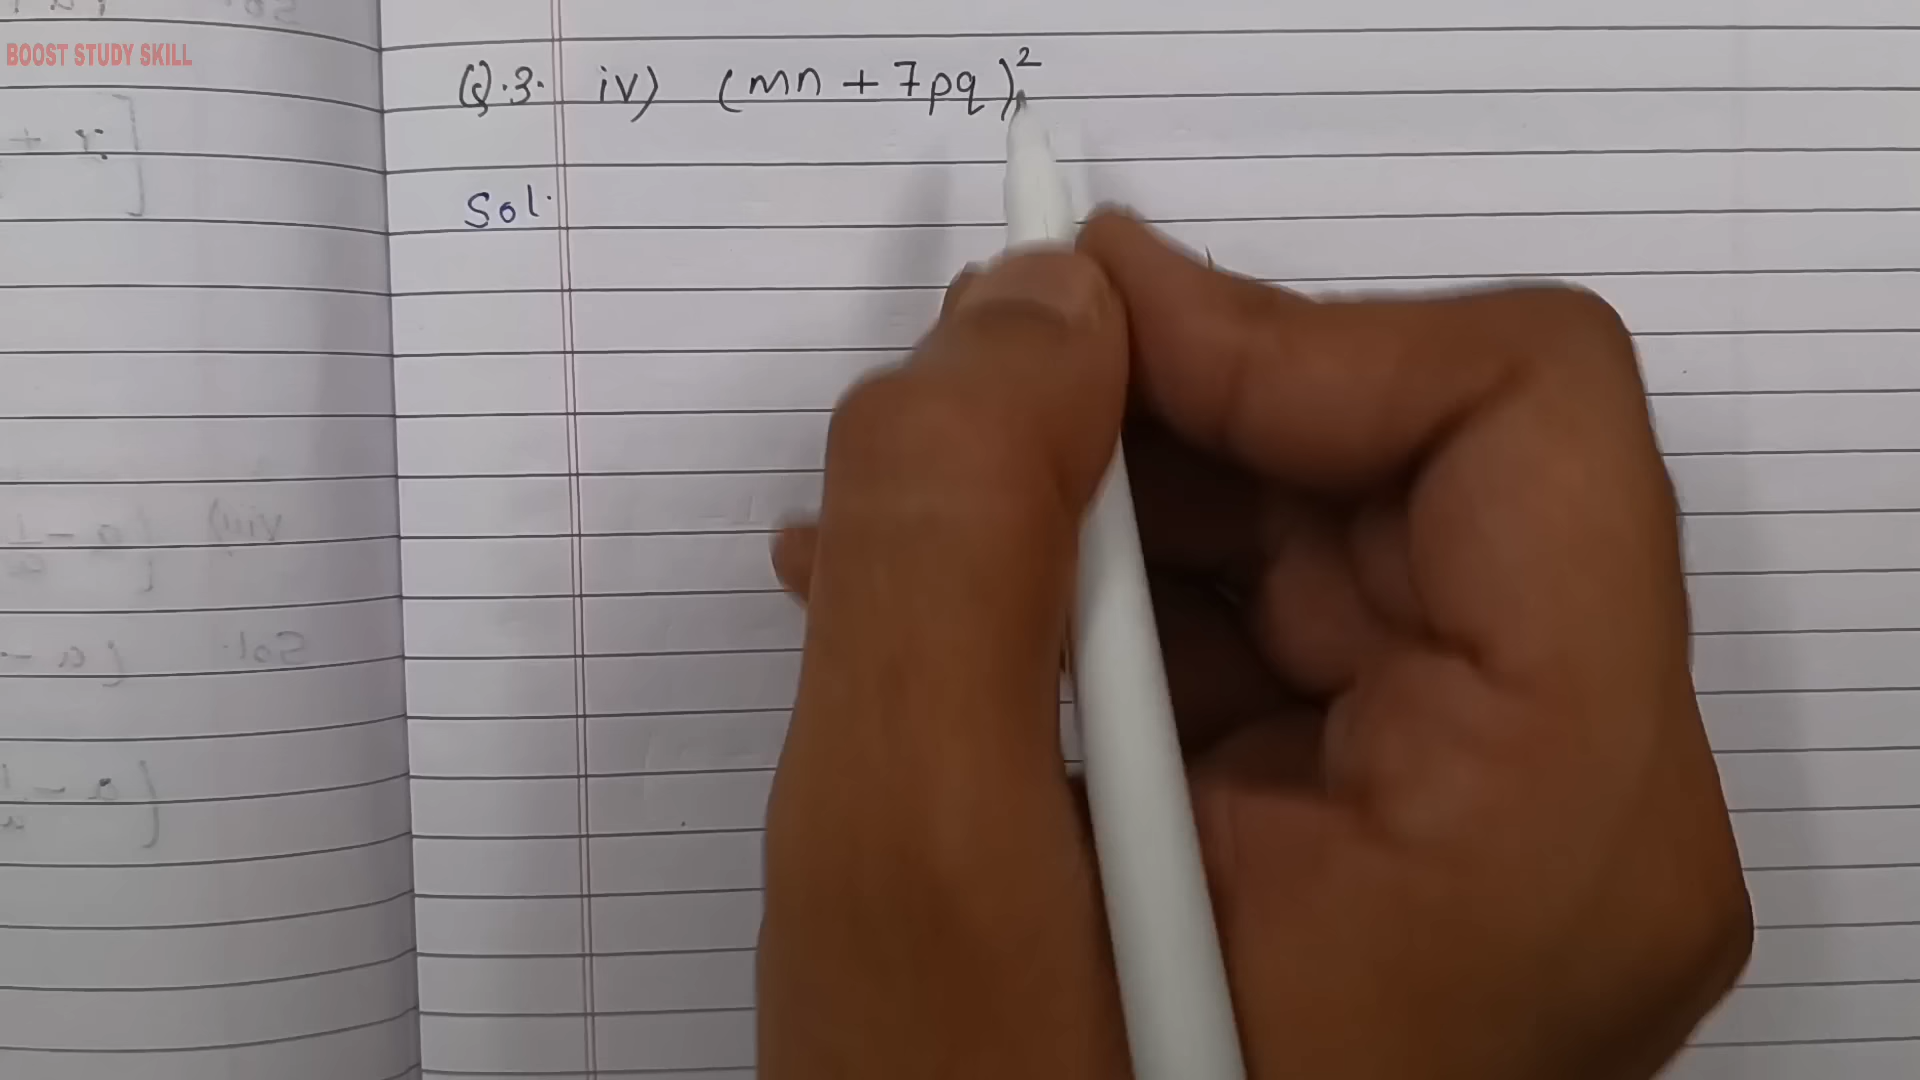 BOOST STUDY SKILL
Q.3. iv) (mn + 7pq)²
Sol.